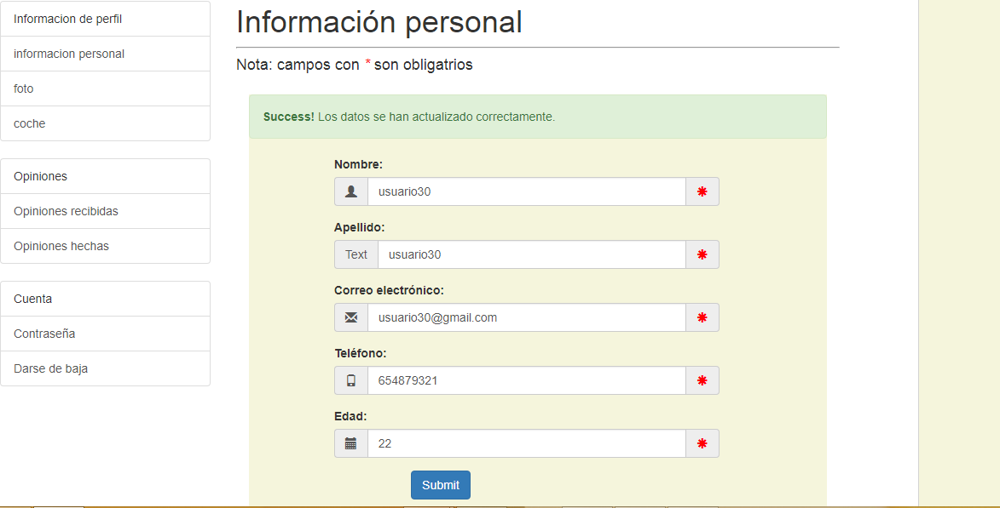 Informacion de perfil
informacion personal
foto
coche
Opiniones
Opiniones recibidas
Opiniones hechas
Cuenta
Contraseña
Darse de baja
Información personal
Nota: campos con * son obligatrios
Success! Los datos se han actualizado correctamente.
Nombre:
usuario30
Apellido:
Text usuario30
Correo electrónico:
usuario30@gmail.com
Teléfono:
654879321
Edad:
22
Submit